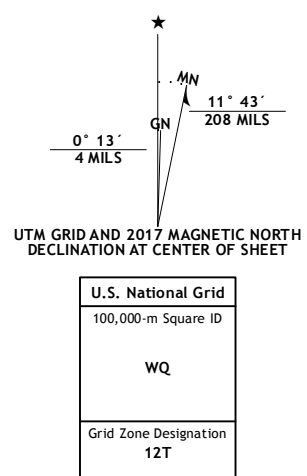 ★
MN
GN
0° 13´
4 MILS
11° 43´
208 MILS
UTM GRID AND 2017 MAGNETIC NORTH
DECLINATION AT CENTER OF SHEET
U.S. National Grid
100,000-m Square ID
WQ
Grid Zone Designation
12T